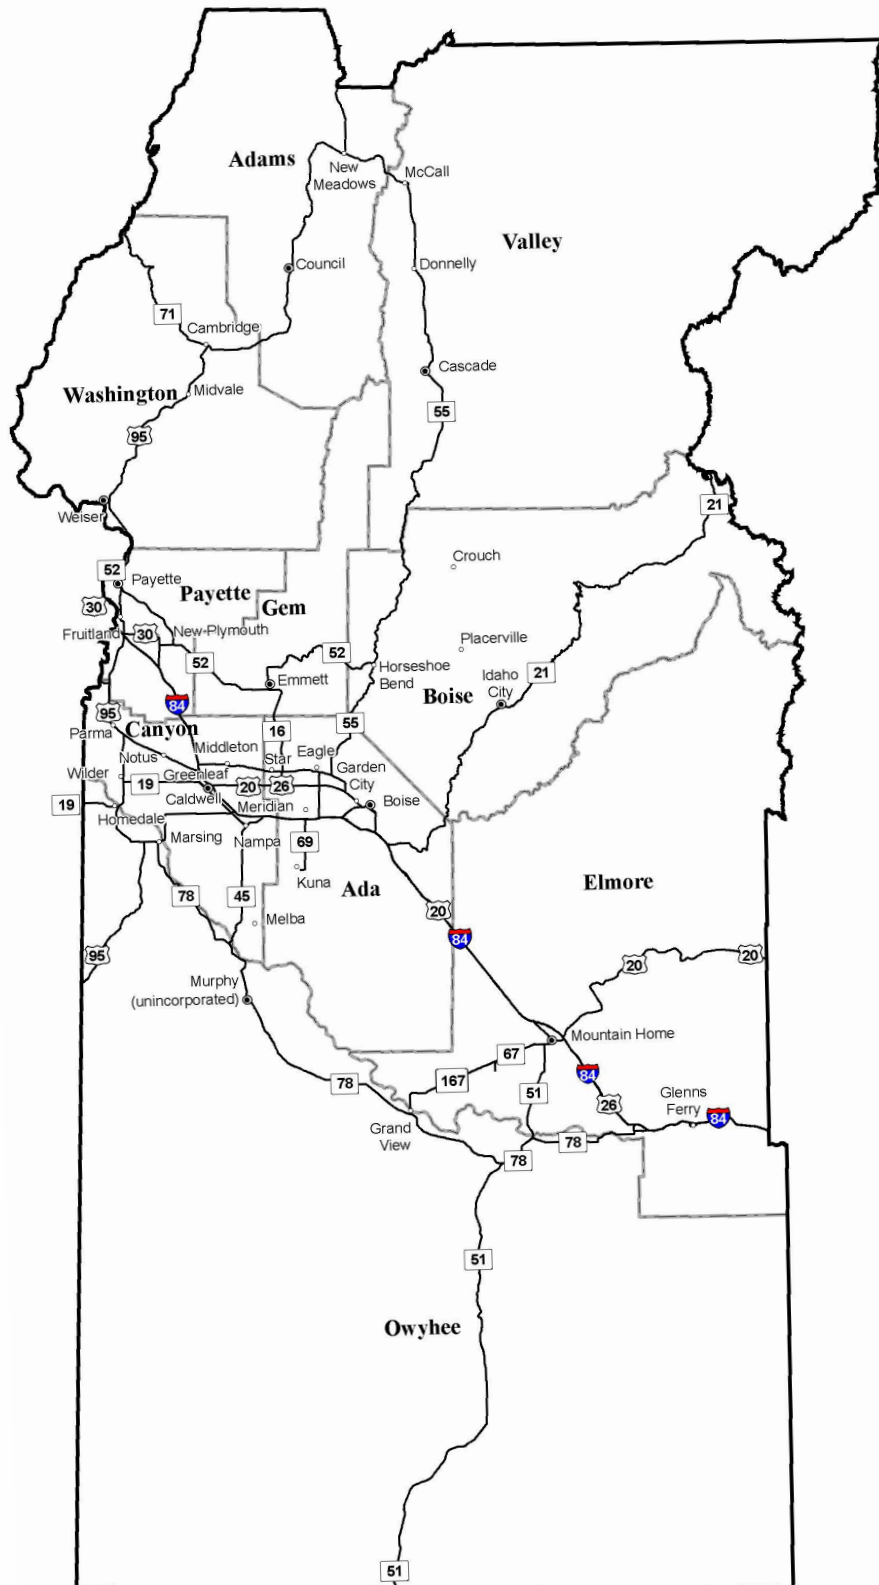 Adams
New
Meadows
McCall
Valley
Council
Donnelly
71
Cambridge
Cascade
Washington
Midvale
55
95
21
Weiser
Crouch
52
Payette
Payette
30
Gem
Fruitland
30
New Plymouth
Placerville
52
52
Horseshoe
Bend
Emmett
Idaho
City
21
Boise
84
95
55
Canyon
16
Parma
Middleton
Eagle
Notus
Star
Garden
City
Wilder
Greenleaf
19
20
26
Caldwell
Meridian
Boise
19
Homedale
Marsing
Nampa
69
Kuna
Ada
Elmore
78
45
20
Melba
84
95
20
20
Murphy
(unincorporated)
Mountain Home
67
78
167
84
51
26
Glenns
Ferry
84
Grand
View
78
78
51
Owyhee
51